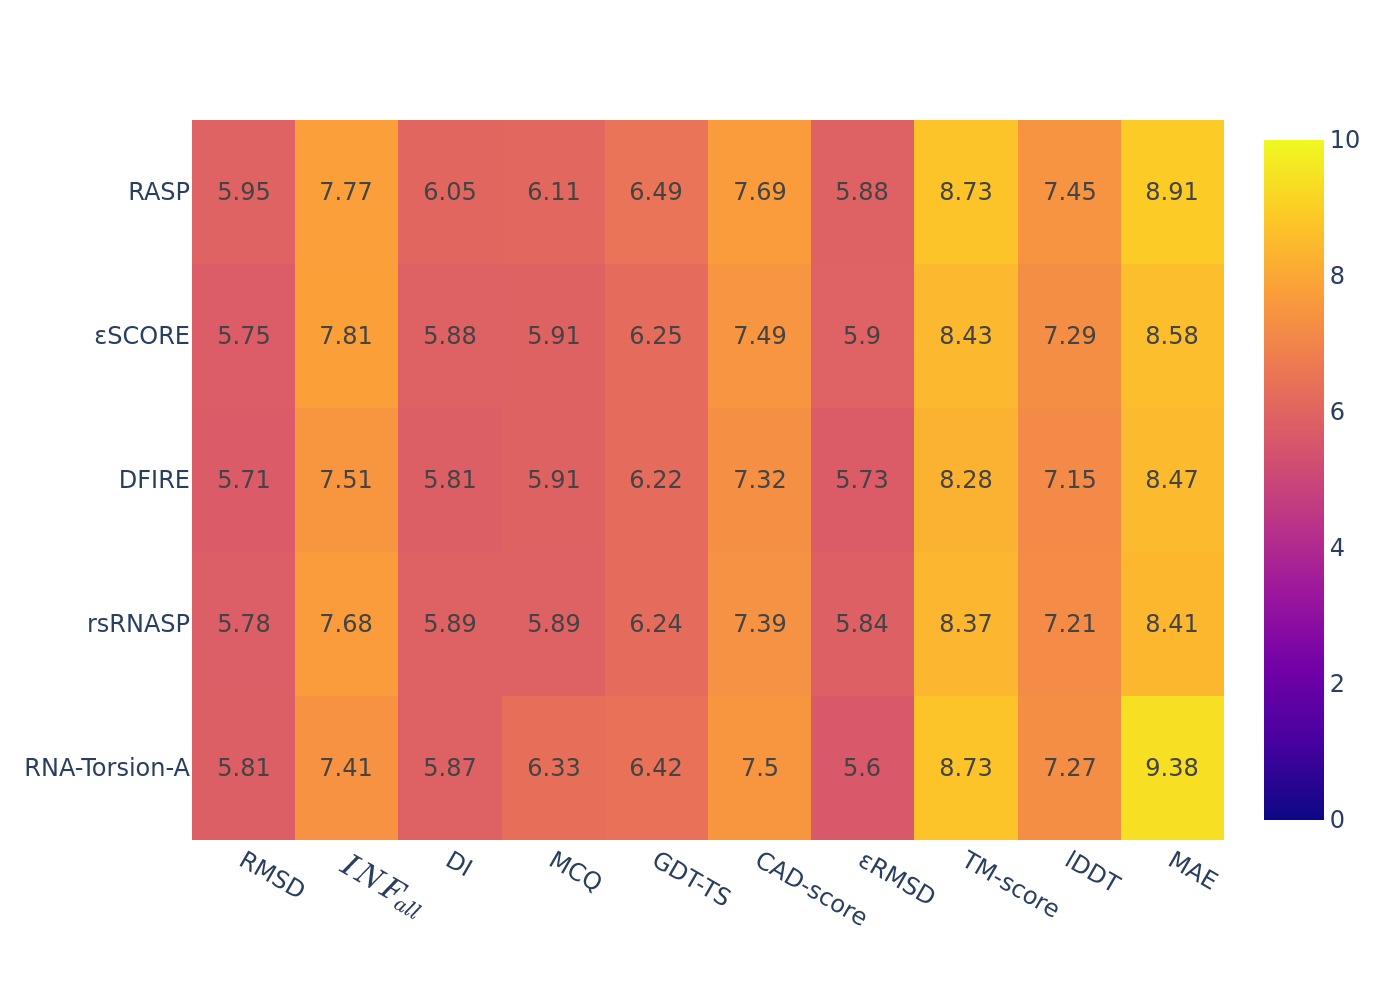 RASP 5.95 7.77 6.05 6.11 6.49 7.69 5.88 8.73 7.45 8.91
εSCORE 5.75 7.81 5.88 5.91 6.25 7.49 5.9 8.43 7.29 8.58
DFIRE 5.71 7.51 5.81 5.91 6.22 7.32 5.73 8.28 7.15 8.47
rsRNASP 5.78 7.68 5.89 5.89 6.24 7.39 5.84 8.37 7.21 8.41
RNA-Torsion-A 5.81 7.41 5.87 6.33 6.42 7.5 5.6 8.73 7.27 9.38
RMSD INFall DI MCQ GDT-TS CAD-score εRMSD TM-score lDDT MAE
10
8
6
4
2
0